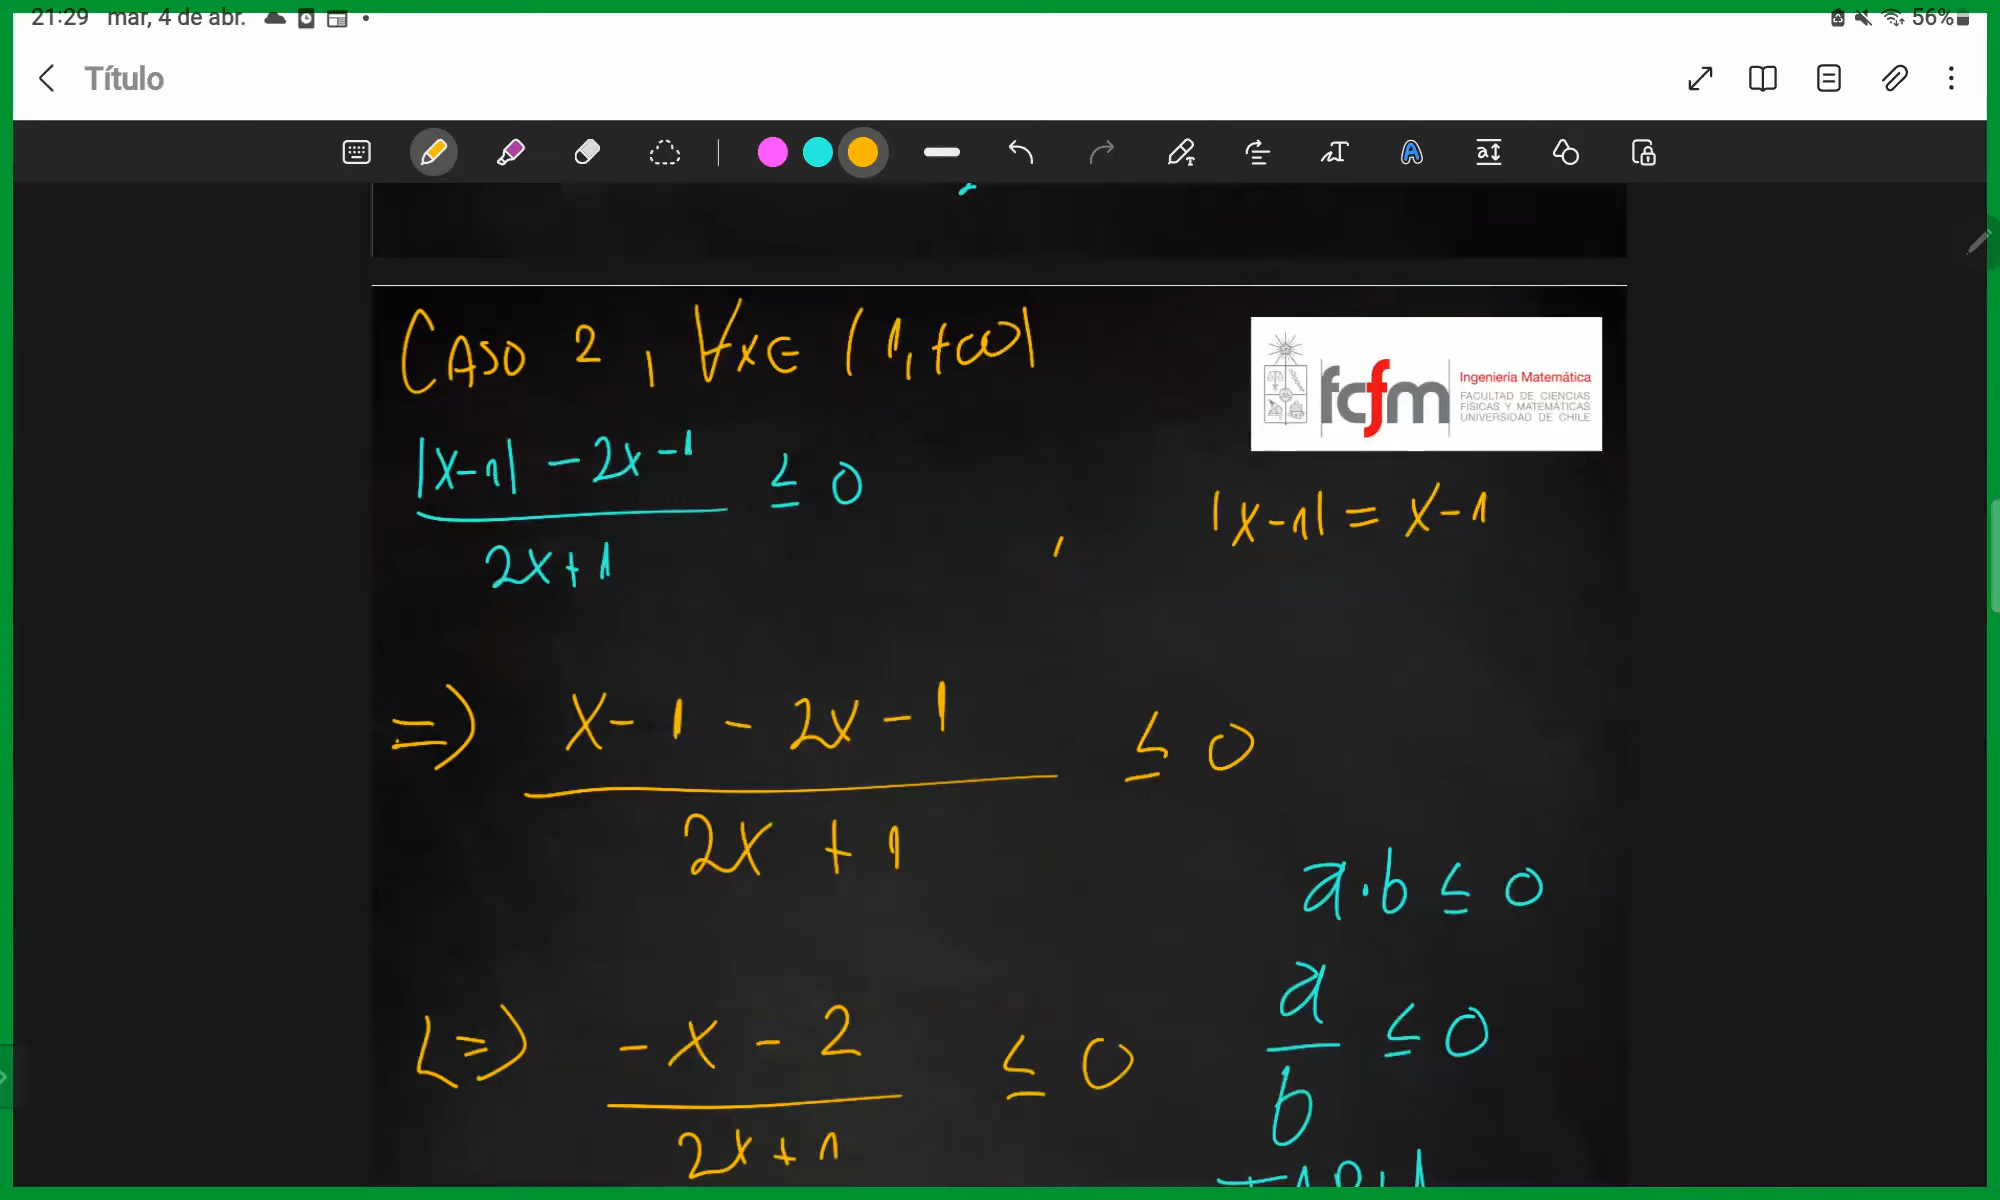 21:29 mar, 4 de abr. 56%
Título
CASO 2, ∀x∈ (1,+∞)
|x-1| -2x-1 ≤ 0
2x+1
fcfm
Ingeniería Matemática
FACULTAD DE CIENCIAS
FÍSICAS Y MATEMÁTICAS
UNIVERSIDAD DE CHILE
|x-1| = x-1
=> x-1-2x-1 ≤ 0
2x+1
a·b ≤ 0
a ≤ 0
b
<=> -x-2 ≤ 0
2x+1